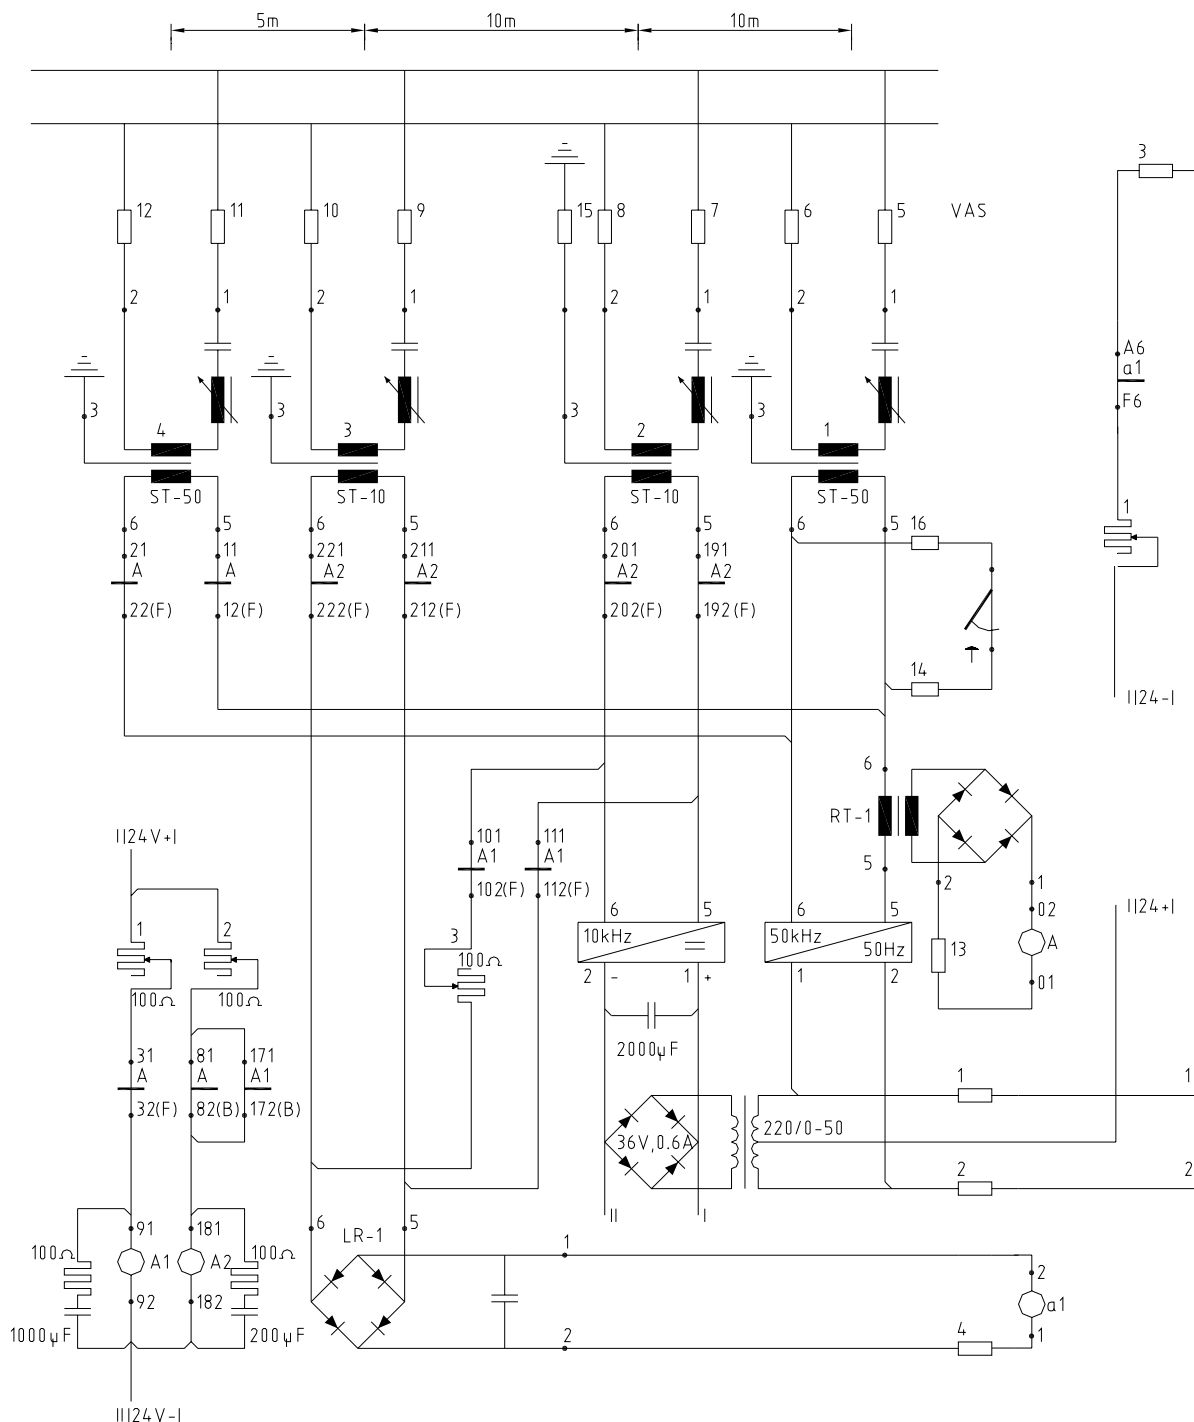 5m 10m 10m
3
12 11 10 9 15 8 7 6 5 VAS
2 1 2 1 2 1 2 1
A6
a1
F6
3 3 3 3
4 3 2 1
ST-50 ST-10 ST-10 ST-50
1
6 5 6 5 6 5 6 5 16
21 11 221 211 201 191
A A A2 A2 A2 A2
22(F) 12(F) 222(F) 212(F) 202(F) 192(F)
14
II24-I
6
RT-1
II24V+I 101 111
A1 A1
5
102(F) 112(F) 2 1
6 5 6 5 02 II24+I
1 2 3 10kHz 50kHz A
100Ω 50Hz 13
2 - 1 + 1 2 01
100Ω 100Ω
2000μF
31 81 171
A A A1 1 1
32(F) 82(B) 172(B)
36V,0.6A 220/0-50
2 2
II I
91 181 6 LR-1 5
1
100Ω A1 A2 100Ω
2
92 182 a1
1000μF 200μF 2 4 1
III24V-I